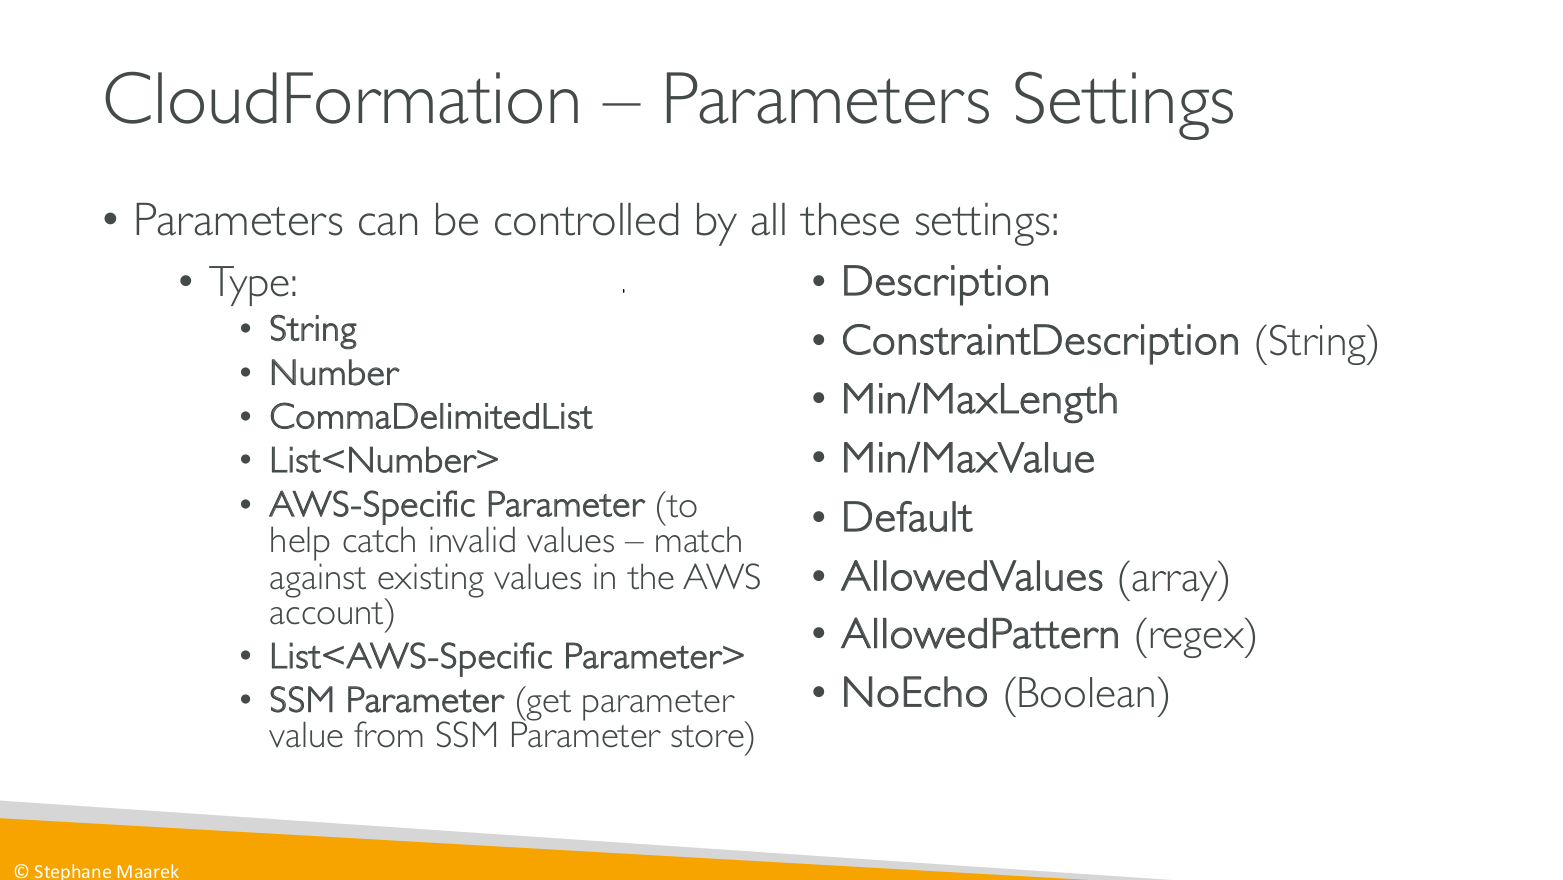 CloudFormation – Parameters Settings
• Parameters can be controlled by all these settings:
• Type:
• String
• Number
• CommaDelimitedList
• List<Number>
• AWS-Specific Parameter (to
help catch invalid values – match
against existing values in the AWS
account)
• List<AWS-Specific Parameter>
• SSM Parameter (get parameter
value from SSM Parameter store)
• Description
• ConstraintDescription (String)
• Min/MaxLength
• Min/MaxValue
• Default
• AllowedValues (array)
• AllowedPattern (regex)
• NoEcho (Boolean)
© Stephane Maarek